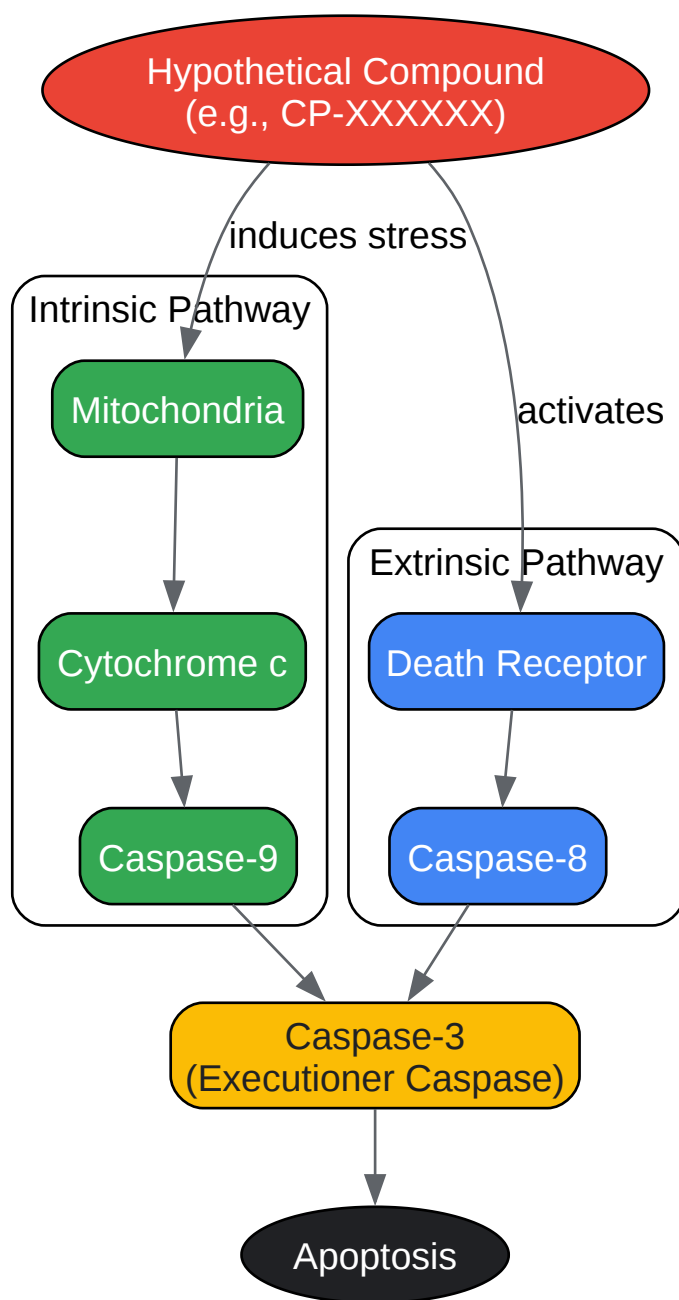 Hypothetical Compound
(e.g., CP-XXXXXX)
induces stress
Intrinsic Pathway
Mitochondria
activates
Extrinsic Pathway
Cytochrome c
Death Receptor
Caspase-9
Caspase-8
Caspase-3
(Executioner Caspase)
Apoptosis